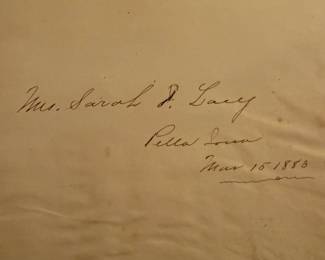 Mrs. Sarah F. Lacy
Pella Iowa
Mar 15 1883